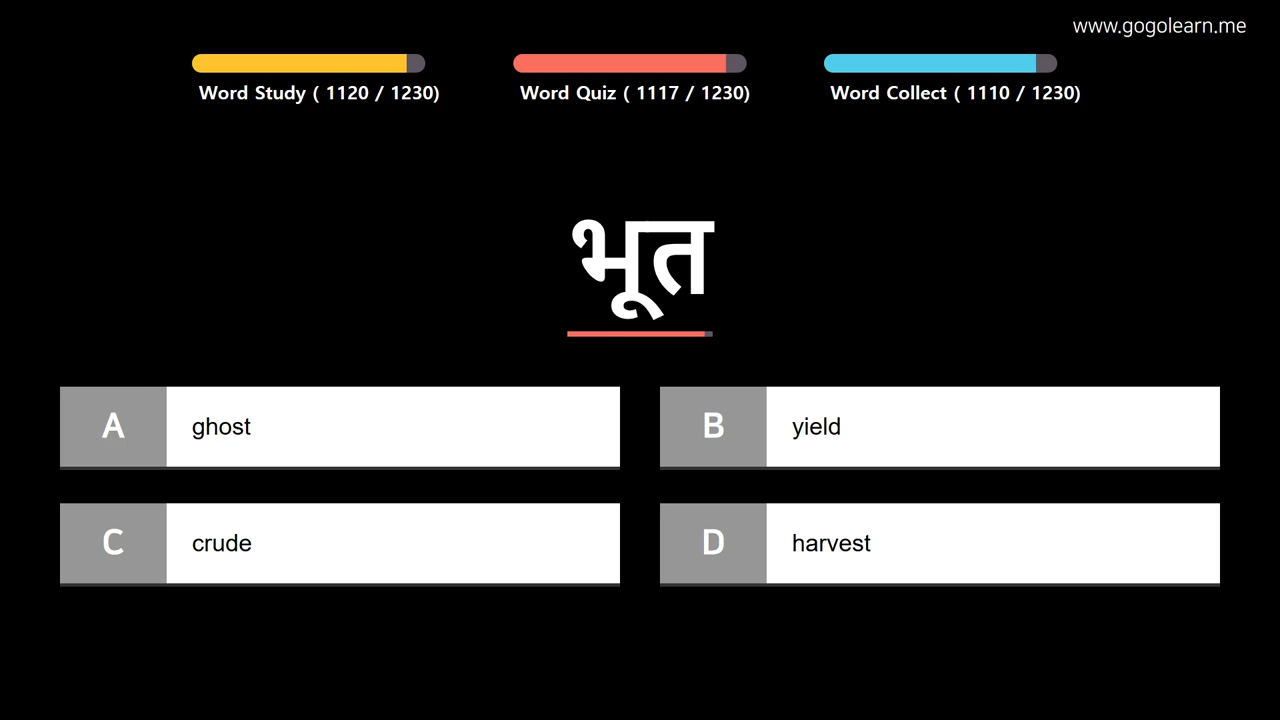 www.gogolearn.me
Word Study ( 1120 / 1230)
Word Quiz ( 1117 / 1230)
Word Collect ( 1110 / 1230)
भूत
A ghost
B yield
C crude
D harvest